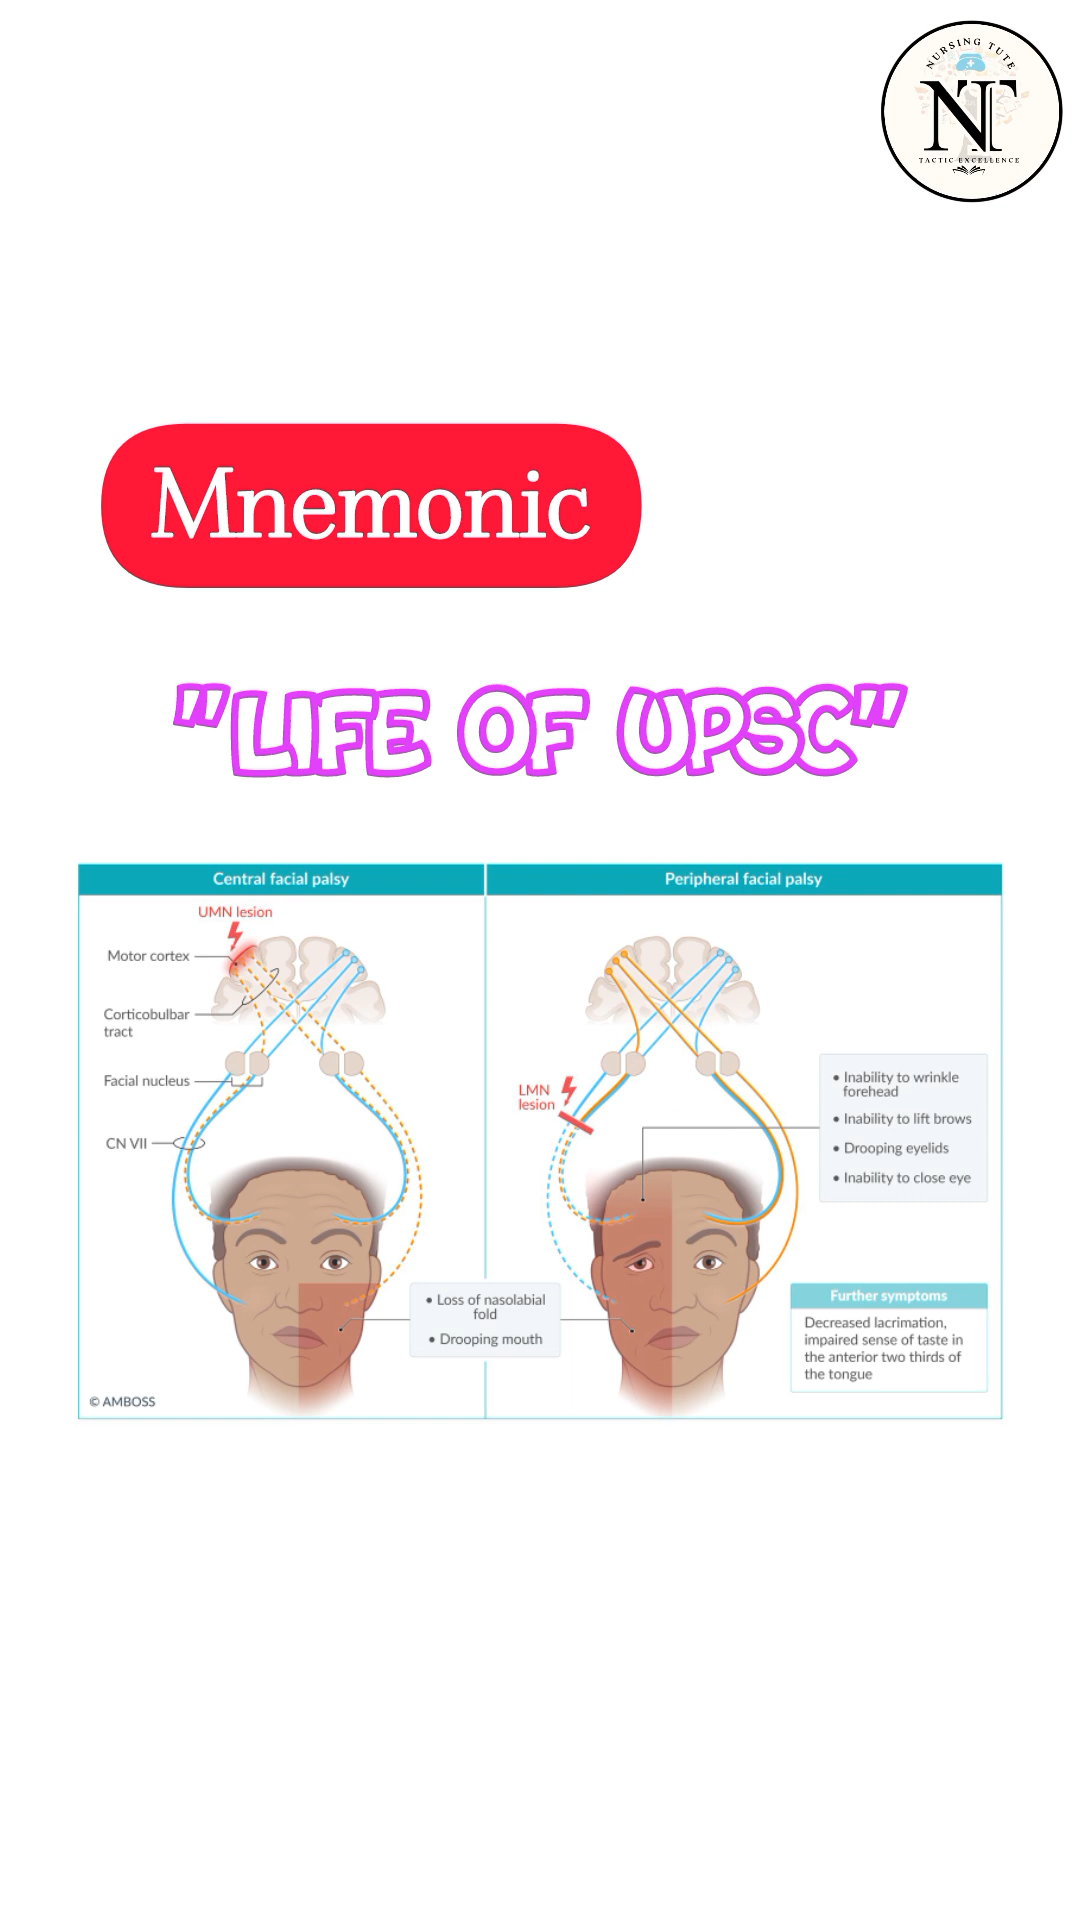 NURSING TUTE
NT
TACTIC EXCELLENCE
Mnemonic
"LIFE OF UPSC"
Central facial palsy
UMN lesion
Motor cortex
Corticobulbar
tract
Facial nucleus
CN VII
• Loss of nasolabial
fold
• Drooping mouth
© AMBOSS
Peripheral facial palsy
LMN
lesion
• Inability to wrinkle
forehead
• Inability to lift brows
• Drooping eyelids
• Inability to close eye
Further symptoms
Decreased lacrimation,
impaired sense of taste in
the anterior two thirds of
the tongue